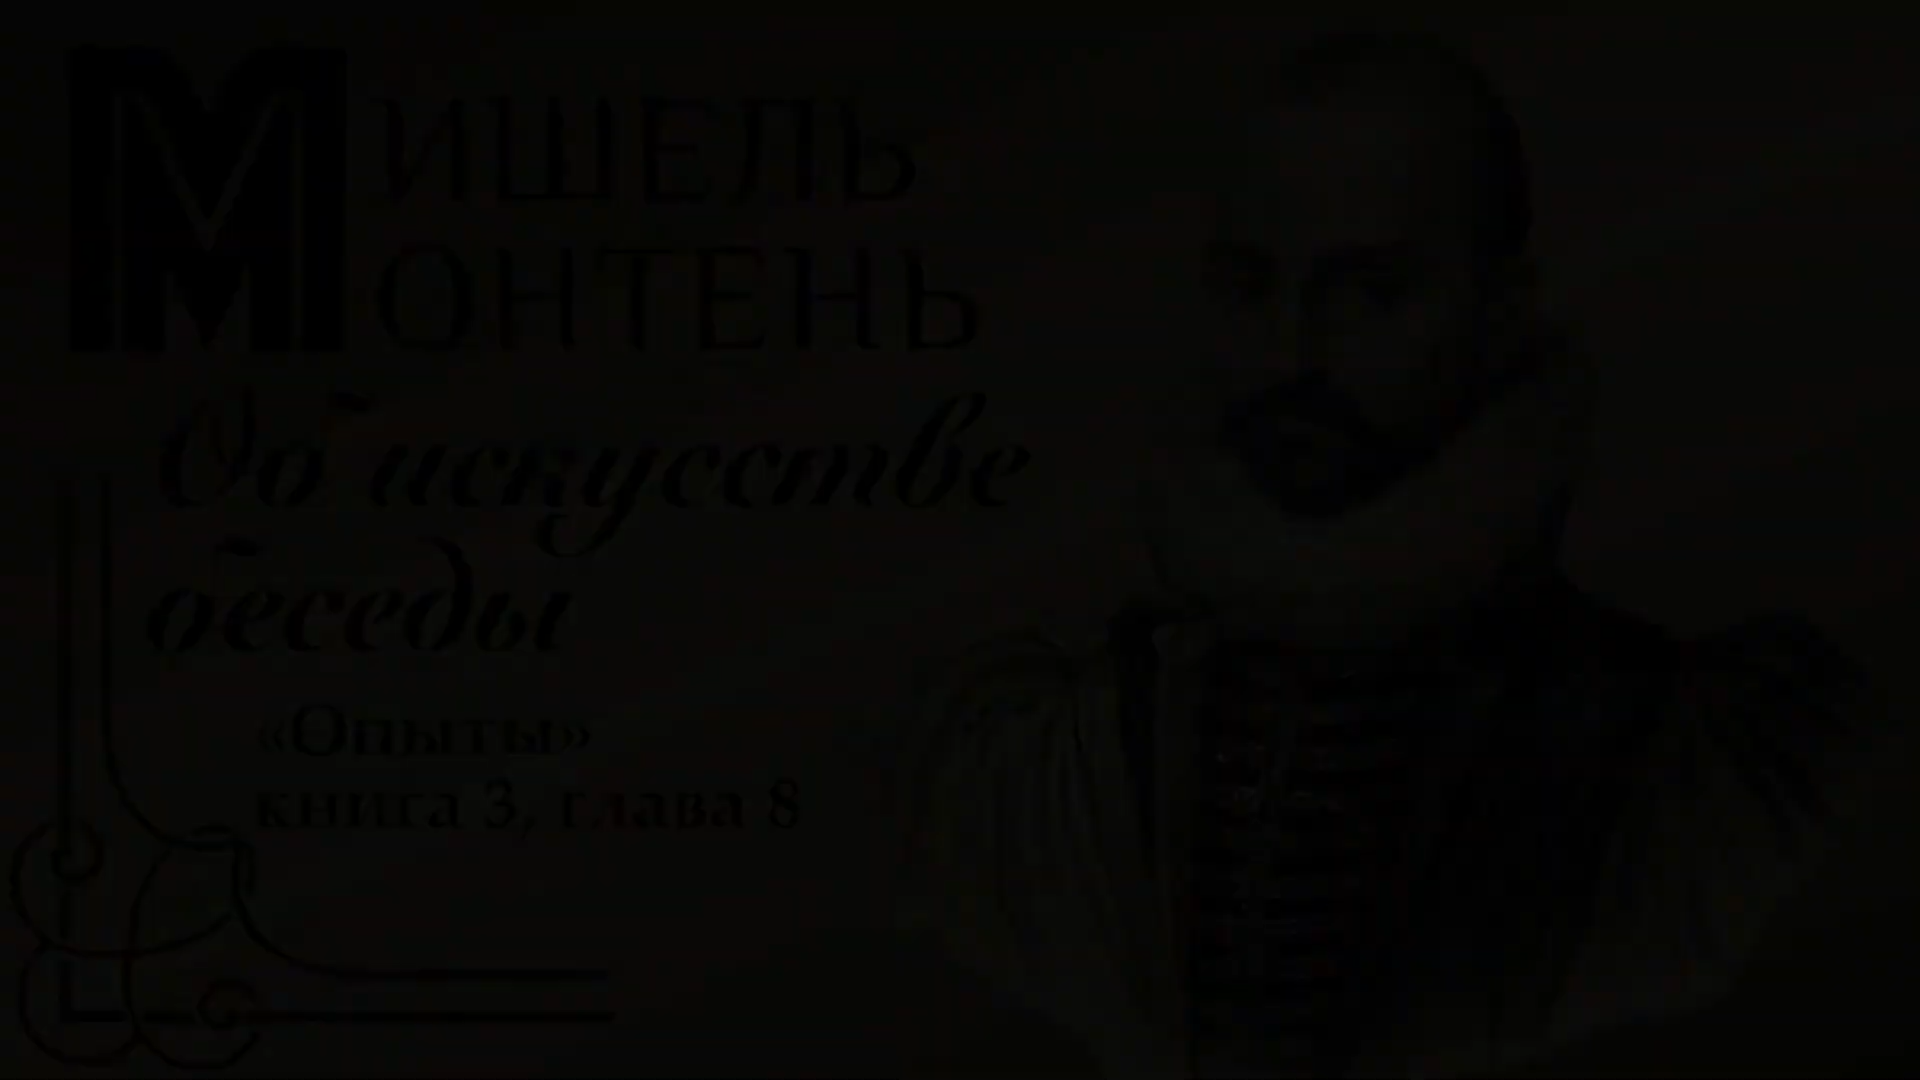 Мишель
Монтень
Об искусстве
беседы
«Опыты»
книга 3, глава 8